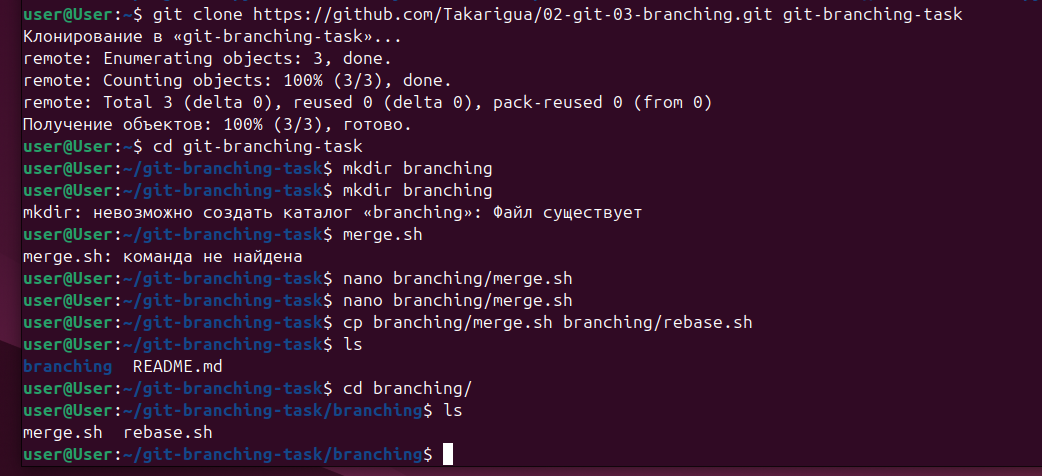 user@User:~$ git clone https://github.com/Takarigua/02-git-03-branching.git git-branching-task
Клонирование в «git-branching-task»...
remote: Enumerating objects: 3, done.
remote: Counting objects: 100% (3/3), done.
remote: Total 3 (delta 0), reused 0 (delta 0), pack-reused 0 (from 0)
Получение объектов: 100% (3/3), готово.
user@User:~$ cd git-branching-task
user@User:~/git-branching-task$ mkdir branching
user@User:~/git-branching-task$ mkdir branching
mkdir: невозможно создать каталог «branching»: Файл существует
user@User:~/git-branching-task$ merge.sh
merge.sh: команда не найдена
user@User:~/git-branching-task$ nano branching/merge.sh
user@User:~/git-branching-task$ nano branching/merge.sh
user@User:~/git-branching-task$ cp branching/merge.sh branching/rebase.sh
user@User:~/git-branching-task$ ls
branching  README.md
user@User:~/git-branching-task$ cd branching/
user@User:~/git-branching-task/branching$ ls
merge.sh  rebase.sh
user@User:~/git-branching-task/branching$